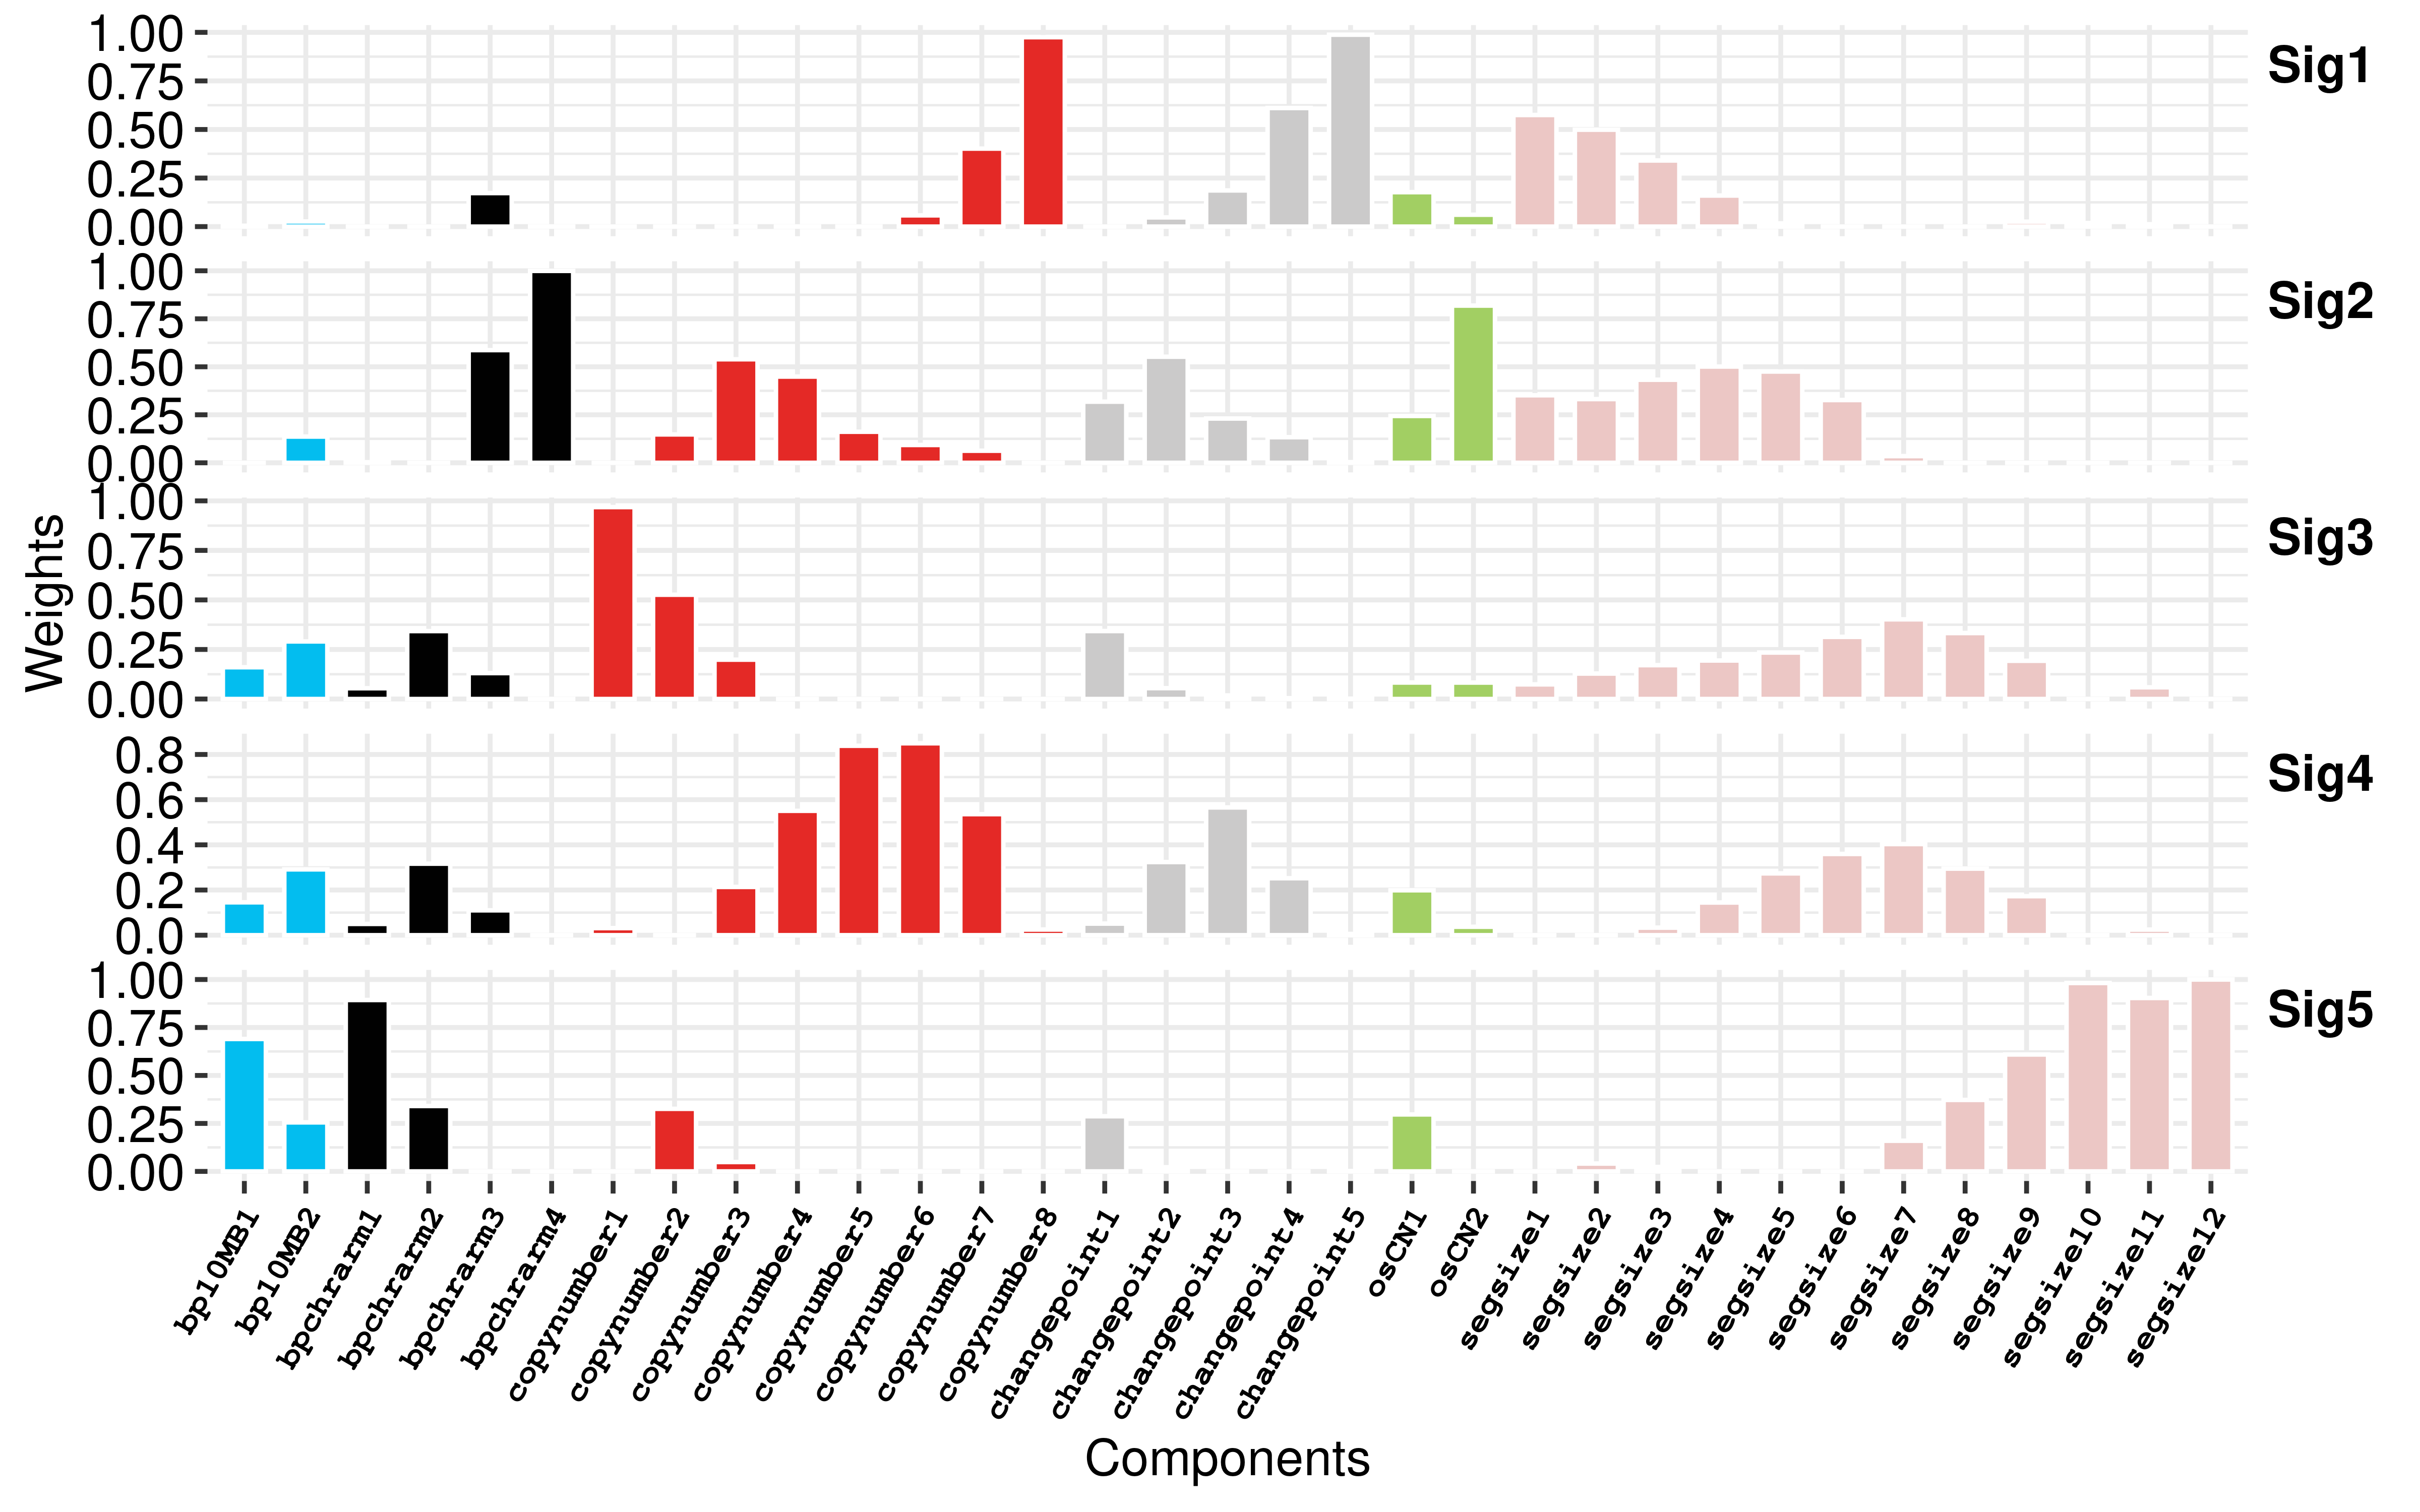 1.00
0.75
0.50
0.25
0.00
Sig1
1.00
0.75
0.50
0.25
0.00
Sig2
1.00
0.75
0.50
0.25
0.00
Sig3
0.8
0.6
0.4
0.2
0.0
Sig4
1.00
0.75
0.50
0.25
0.00
Sig5
Weights
bp10MB1
bp10MB2
bpchrarm1
bpchrarm2
bpchrarm3
bpchrarm4
copynumber1
copynumber2
copynumber3
copynumber4
copynumber5
copynumber6
copynumber7
copynumber8
changepoint1
changepoint2
changepoint3
changepoint4
changepoint5
osCN1
osCN2
segsize1
segsize2
segsize3
segsize4
segsize5
segsize6
segsize7
segsize8
segsize9
segsize10
segsize11
segsize12
Components